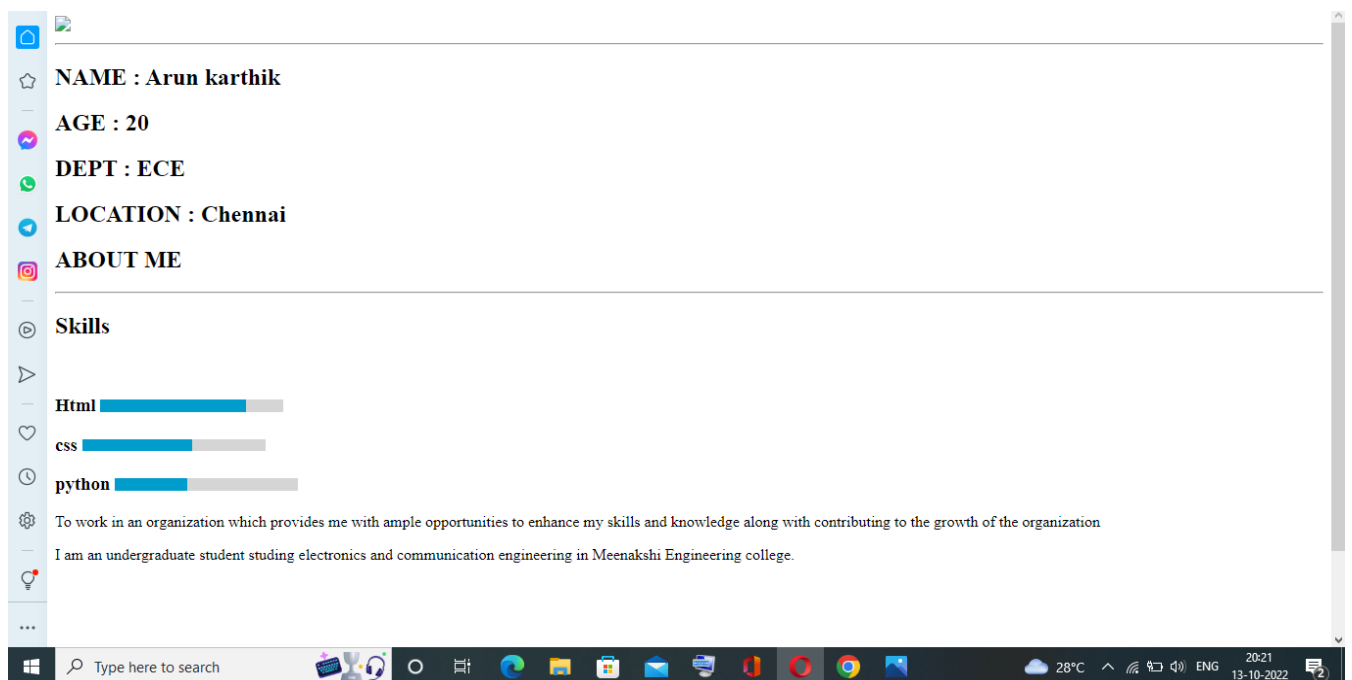 NAME : Arun karthik
AGE : 20
DEPT : ECE
LOCATION : Chennai
ABOUT ME
Skills
Html
css
python
To work in an organization which provides me with ample opportunities to enhance my skills and knowledge along with contributing to the growth of the organization
I am an undergraduate student studing electronics and communication engineering in Meenakshi Engineering college.
Type here to search
28°C
ENG
20:21
13-10-2022
2